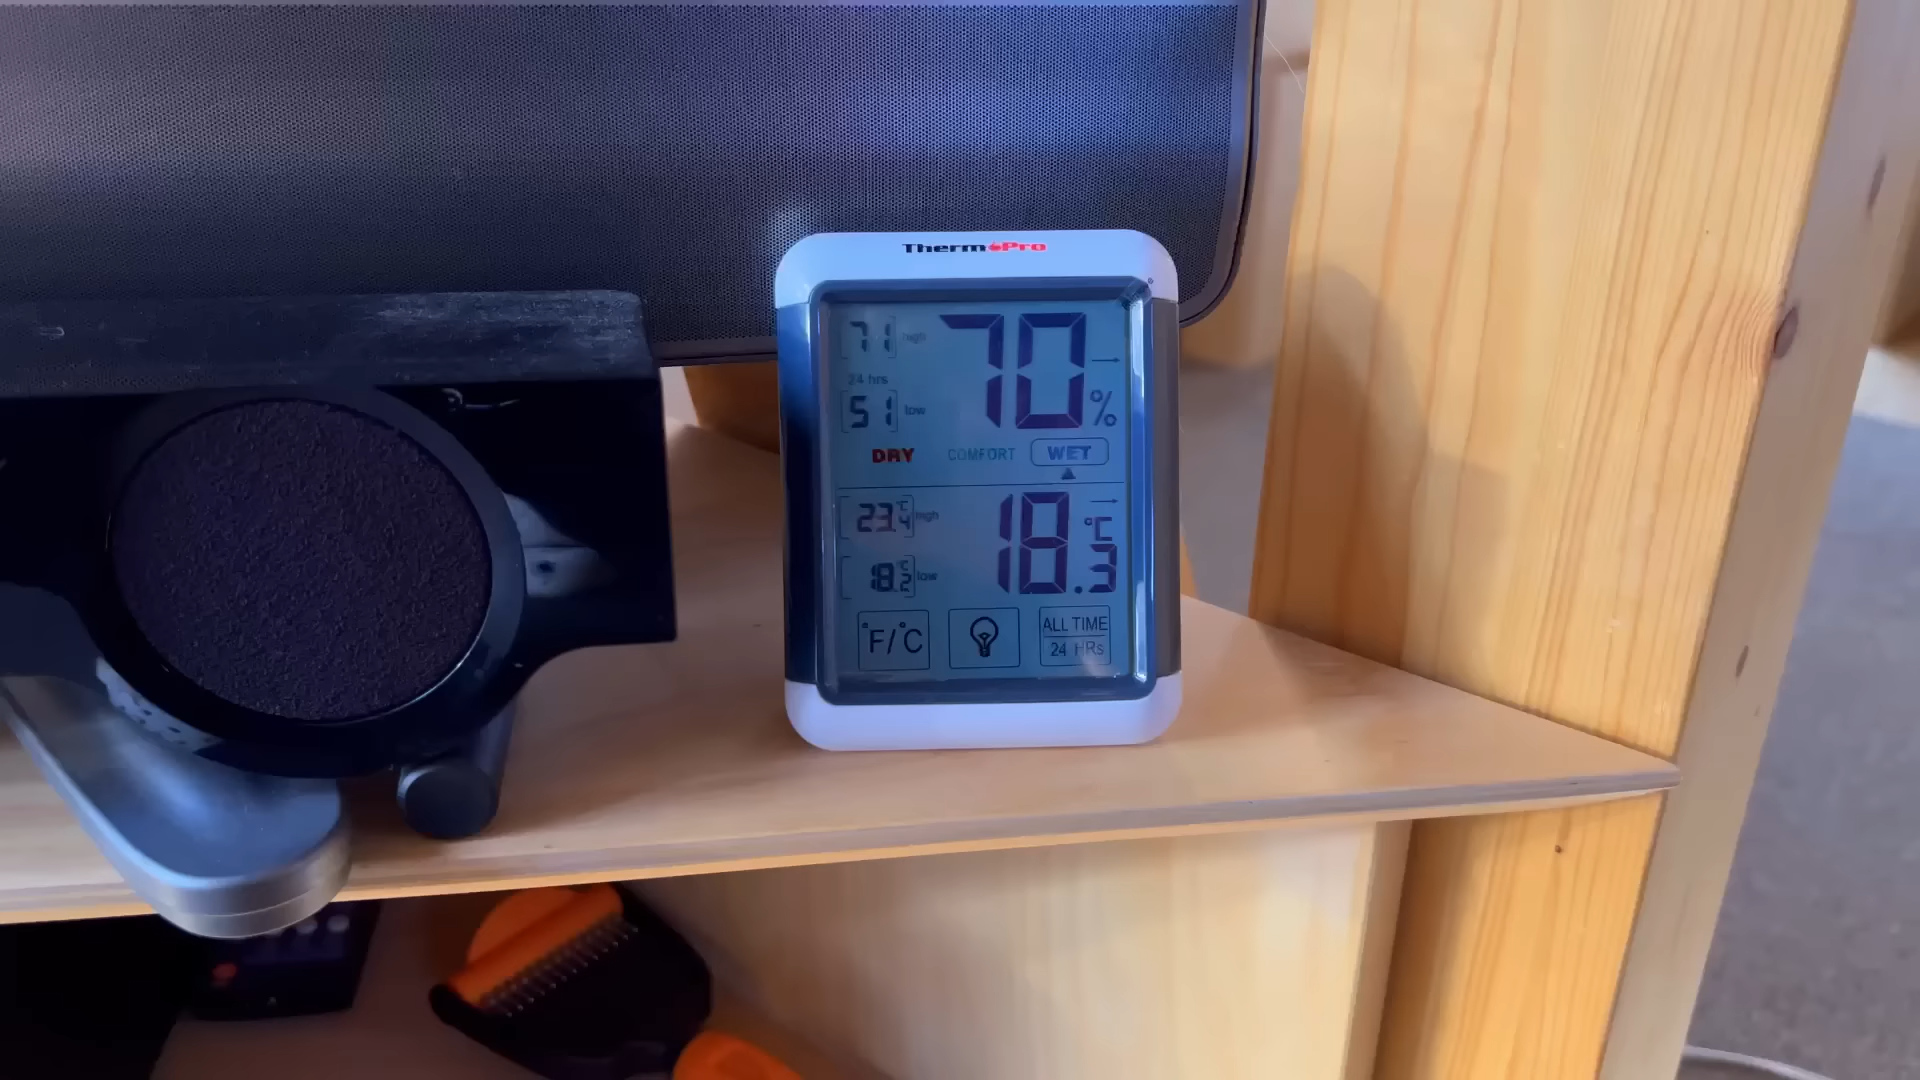 ThermoPro
71 high 70 %
24 hrs
51 low
DRY COMFORT WET
23.4 °C high 18.3 °C
18.2 °C low
°F/°C ALL TIME
24 HRs